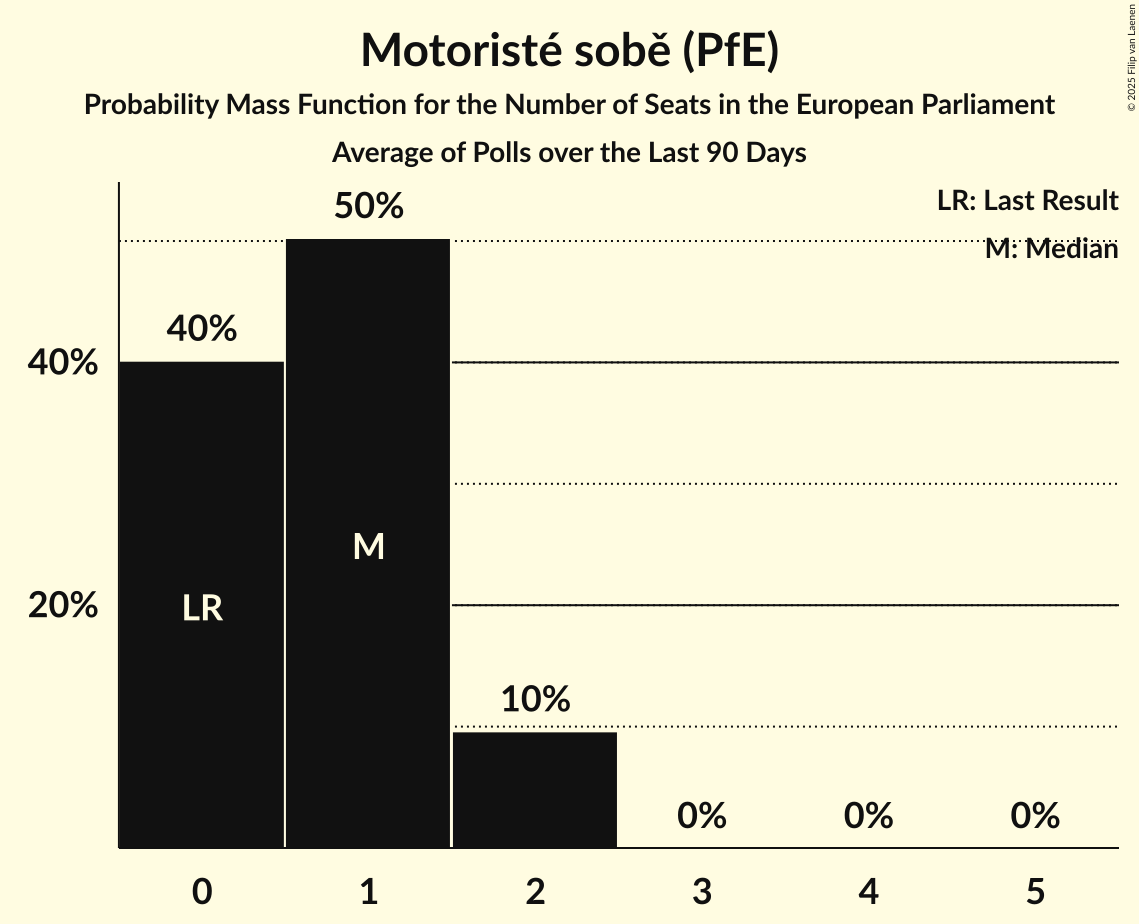 Motoristé sobě (PfE)
Probability Mass Function for the Number of Seats in the European Parliament
Average of Polls over the Last 90 Days
© 2025 Filip van Laenen
LR: Last Result
M: Median
50%
40%
10%
0%
0%
0%
40%
20%
LR
M
0
1
2
3
4
5